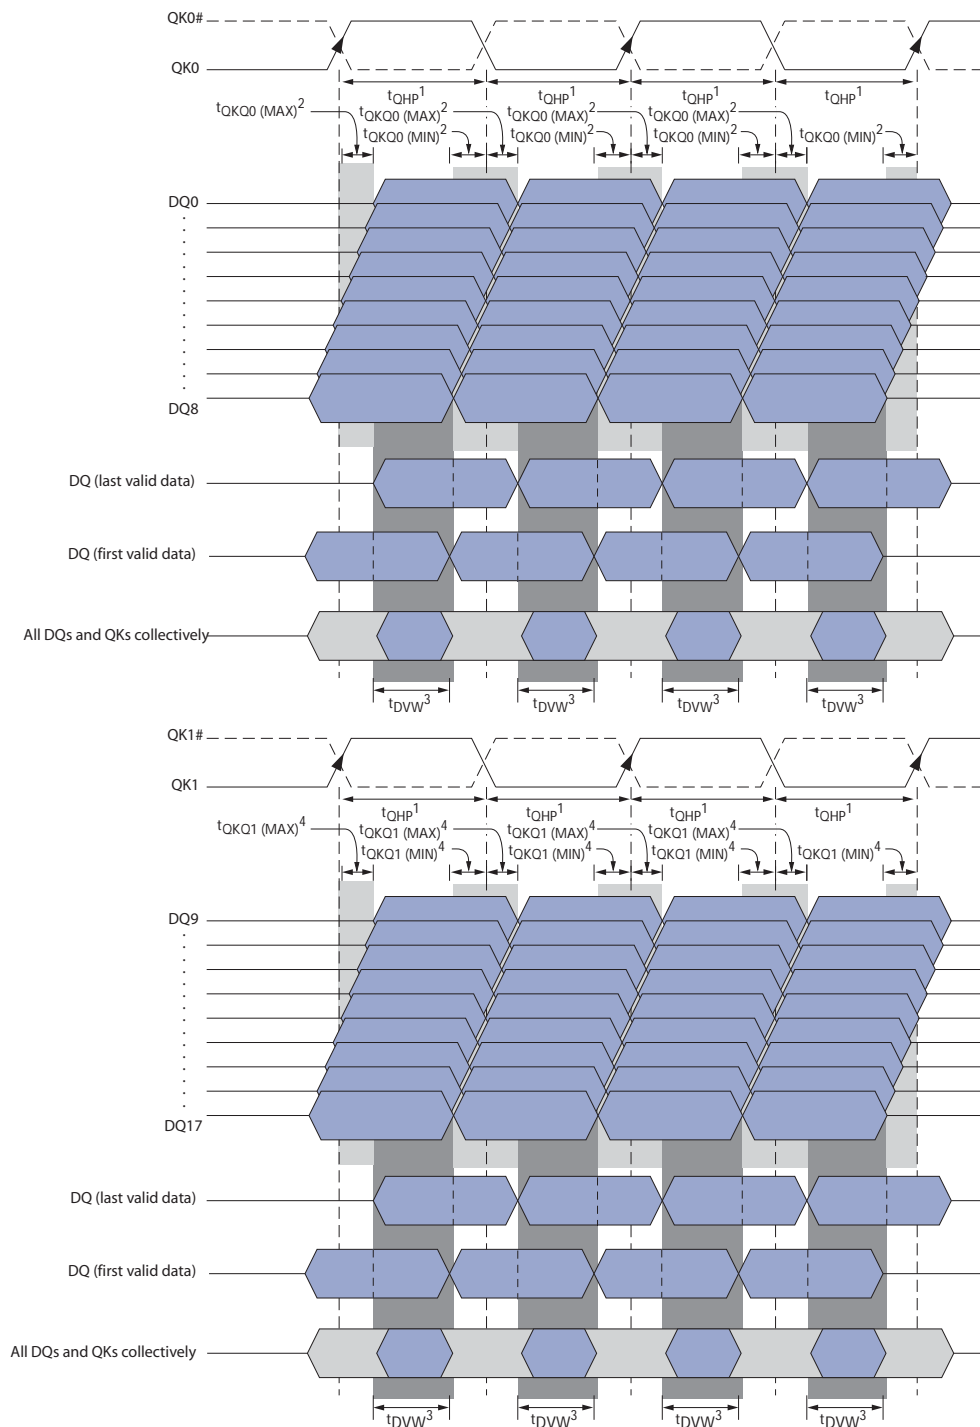 QK0#
QK0
tQHP1 tQHP1 tQHP1 tQHP1
tQKQ0 (MAX)2 tQKQ0 (MAX)2 tQKQ0 (MAX)2 tQKQ0 (MAX)2
tQKQ0 (MIN)2 tQKQ0 (MIN)2 tQKQ0 (MIN)2 tQKQ0 (MIN)2
DQ0
DQ8
DQ (last valid data)
DQ (first valid data)
All DQs and QKs collectively
tDVW3 tDVW3 tDVW3 tDVW3
QK1#
QK1
tQHP1 tQHP1 tQHP1 tQHP1
tQKQ1 (MAX)4 tQKQ1 (MAX)4 tQKQ1 (MAX)4 tQKQ1 (MAX)4
tQKQ1 (MIN)4 tQKQ1 (MIN)4 tQKQ1 (MIN)4 tQKQ1 (MIN)4
DQ9
DQ17
DQ (last valid data)
DQ (first valid data)
All DQs and QKs collectively
tDVW3 tDVW3 tDVW3 tDVW3